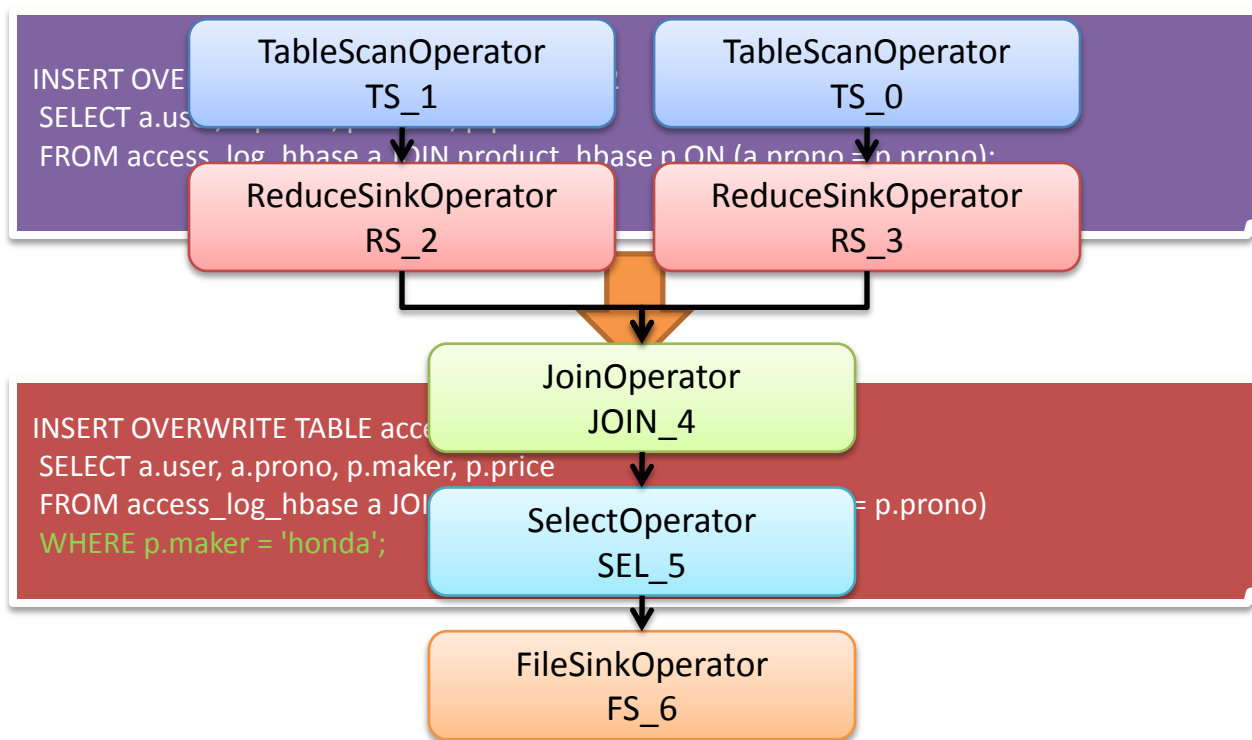 TableScanOperator
TS_1
TableScanOperator
TS_0
INSERT OVE
SELECT a.use
FROM access_log_hbase a JOIN product_hbase p ON (a.prono = p.prono);
ReduceSinkOperator
RS_2
ReduceSinkOperator
RS_3
JoinOperator
JOIN_4
INSERT OVERWRITE TABLE acce
SELECT a.user, a.prono, p.maker, p.price
FROM access_log_hbase a JOI
= p.prono)
WHERE p.maker = 'honda';
SelectOperator
SEL_5
FileSinkOperator
FS_6